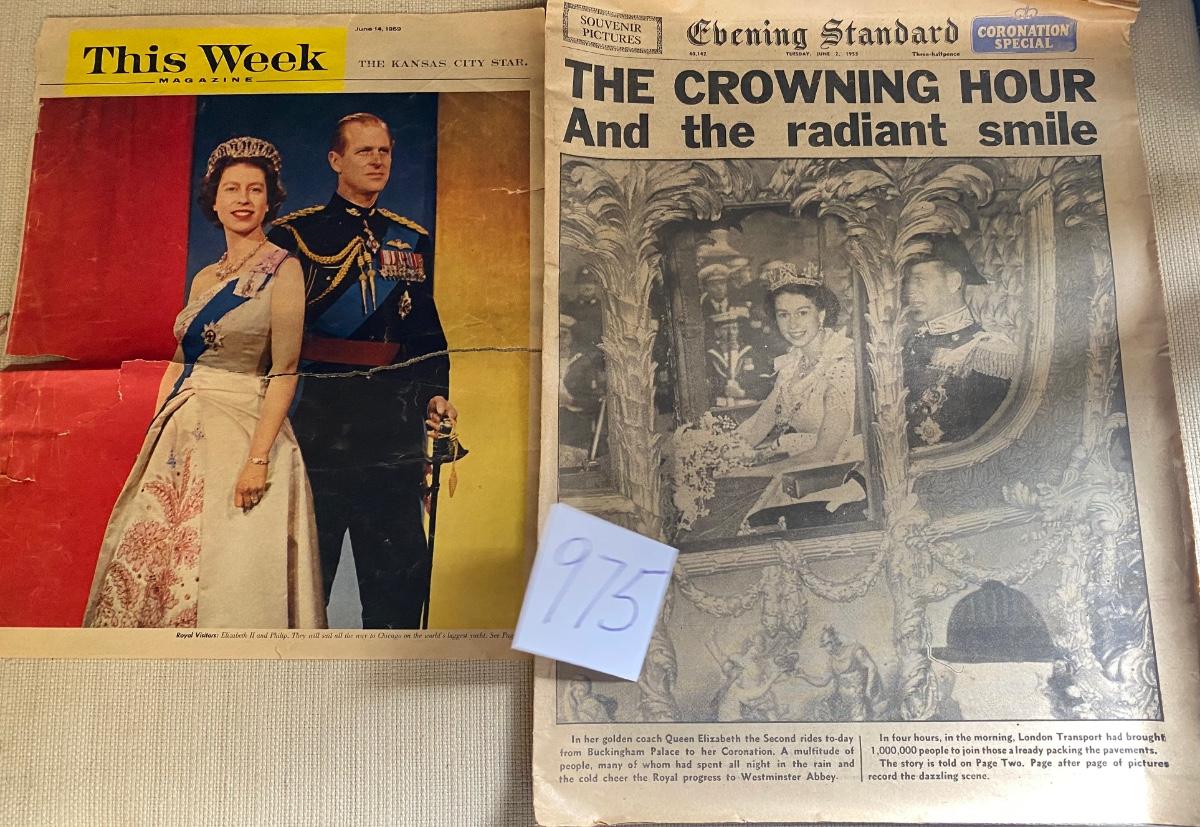 June 14, 1959
This Week
MAGAZINE
THE KANSAS CITY STAR.
Royal Visitors: Elizabeth II and Philip. They will sail all the way to Chicago on the world's biggest yacht. See
975
SOUVENIR
PICTURES
Evening Standard
CORONATION
SPECIAL
40,142
TUESDAY, JUNE 2, 1953
Three-halfpence
THE CROWNING HOUR
And the radiant smile
In her golden coach Queen Elizabeth the Second rides to-day
from Buckingham Palace to her Coronation. A multitude of
people, many of whom had spent all night in the rain and
the cold cheer the Royal progress to Westminster Abbey.
In four hours, in the morning, London Transport had brought
1,000,000 people to join those already packing the pavements.
The story is told on Page Two. Page after page of pictures
record the dazzling scene.